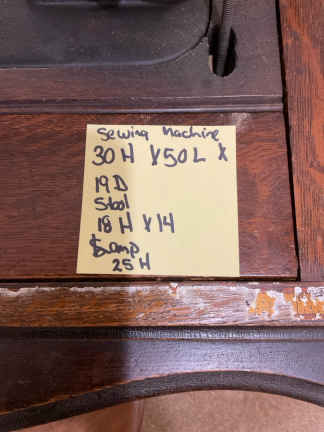 Sewing Machine
30 H X 50 L X
19 D
Stool
18 H X 14
Lamp
25 H